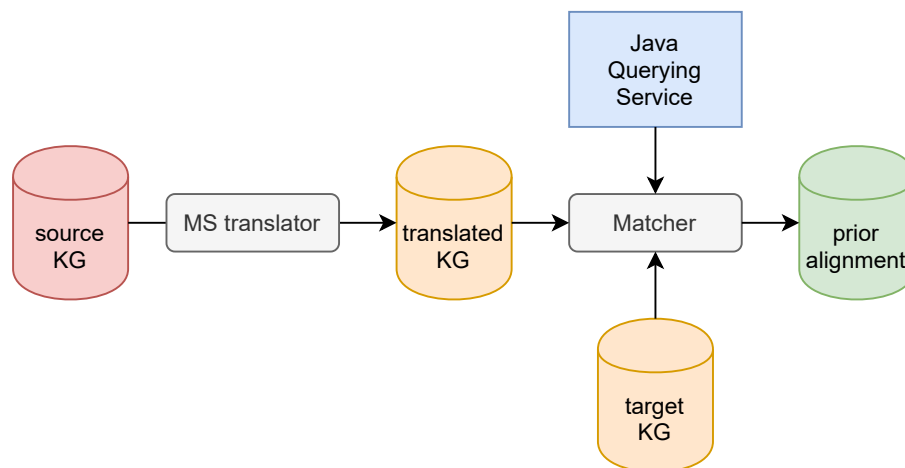 Java
Querying
Service
source
KG
MS translator
translated
KG
Matcher
prior
alignment
target
KG